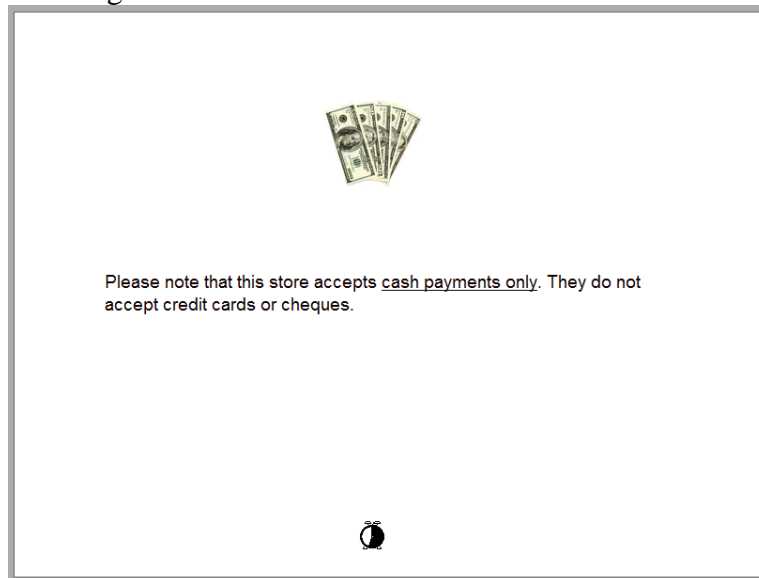 Please note that this store accepts cash payments only. They do not
accept credit cards or cheques.